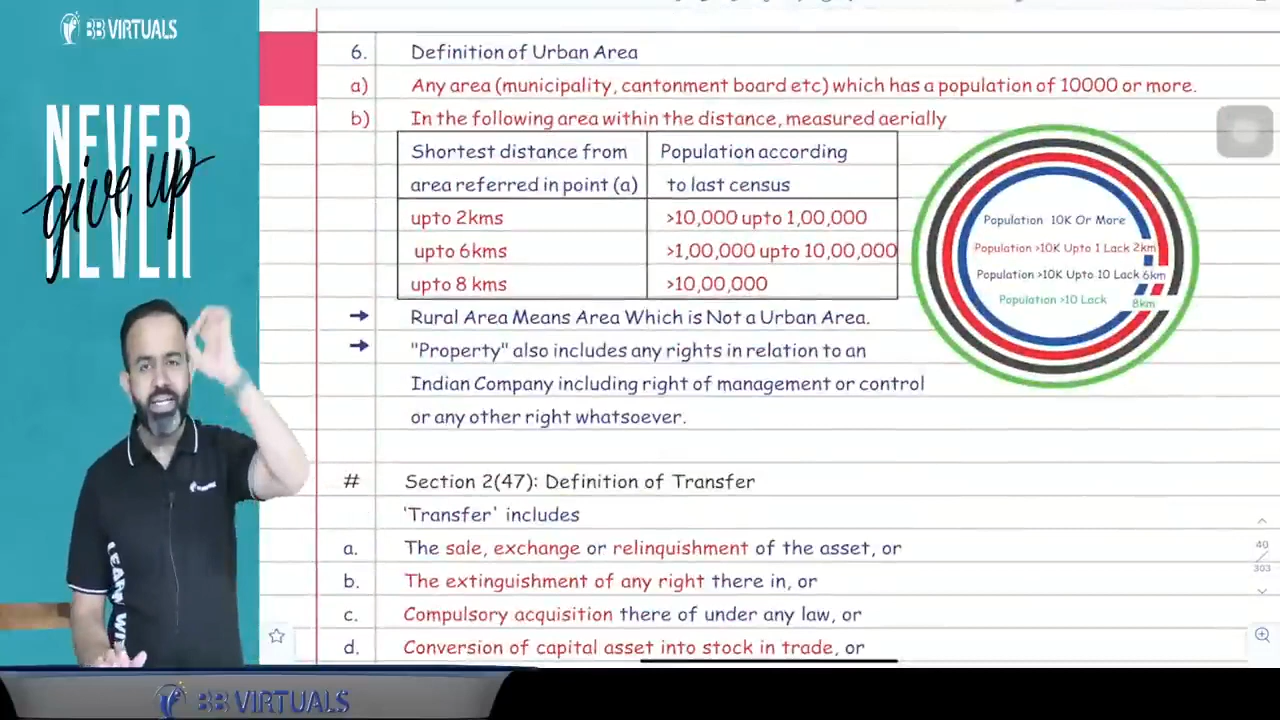 BB VIRTUALS
NEVER
give up
NEVER
6. Definition of Urban Area
a) Any area (municipality, cantonment board etc) which has a population of 10000 or more.
b) In the following area within the distance, measured aerially
Shortest distance from area referred in point (a) Population according to last census
upto 2kms >10,000 upto 1,00,000
upto 6kms >1,00,000 upto 10,00,000
upto 8 kms >10,00,000
Population 10K Or More
Population >10K Upto 1 Lack 2km
Population >10K Upto 10 Lack 6km
Population >10 Lack 8km
→ Rural Area Means Area Which is Not a Urban Area.
→ "Property" also includes any rights in relation to an
Indian Company including right of management or control
or any other right whatsoever.
# Section 2(47): Definition of Transfer
'Transfer' includes
a. The sale, exchange or relinquishment of the asset, or
b. The extinguishment of any right there in, or
c. Compulsory acquisition there of under any law, or
d. Conversion of capital asset into stock in trade, or
40
303
LEARN WI
BB VIRTUALS